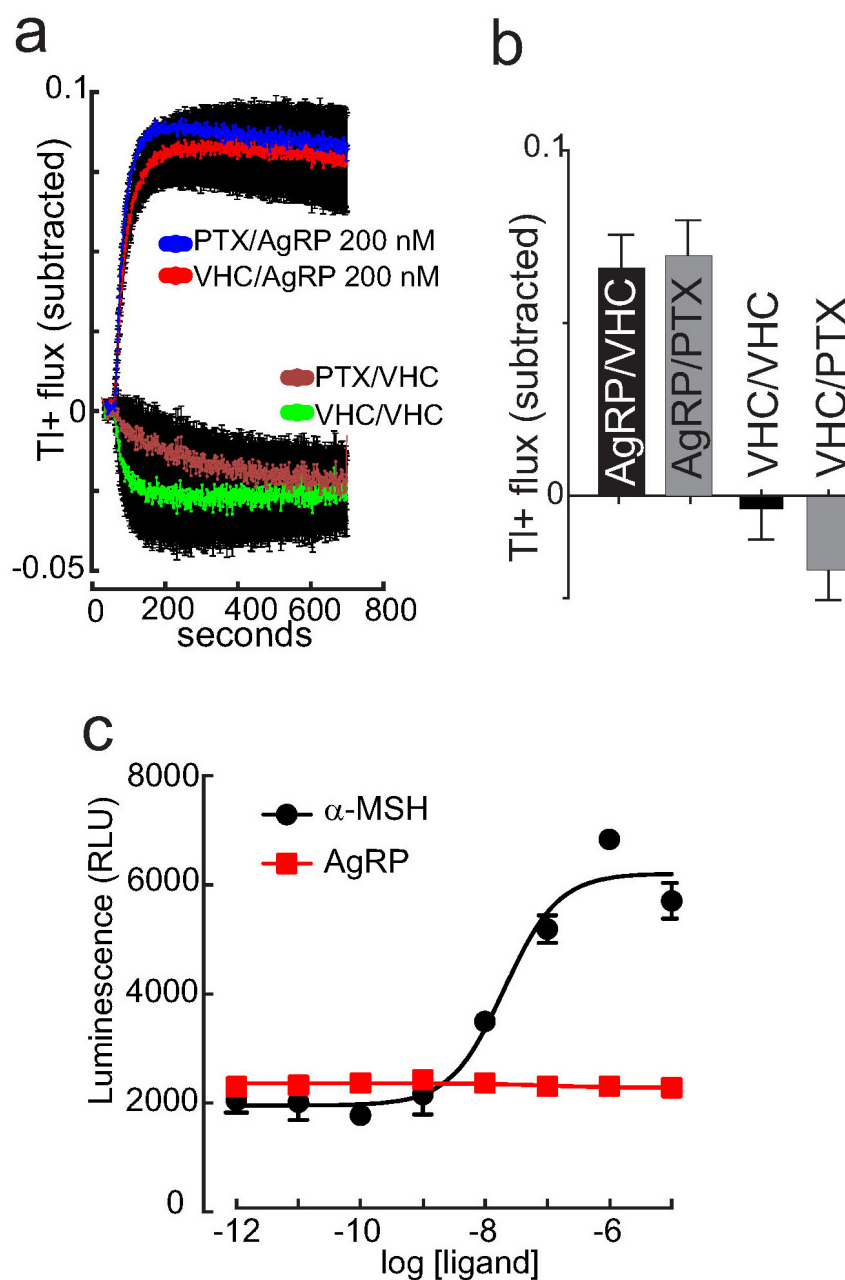 a
Tl+ flux (subtracted)
0.1
0
-0.05
PTX/AgRP 200 nM
VHC/AgRP 200 nM
PTX/VHC
VHC/VHC
0 200 400 600 800
seconds
b
Tl+ flux (subtracted)
0.1
0
AgRP/VHC
AgRP/PTX
VHC/VHC
VHC/PTX
c
Luminescence (RLU)
8000
6000
4000
2000
0
α-MSH
AgRP
-12 -10 -8 -6
log [ligand]